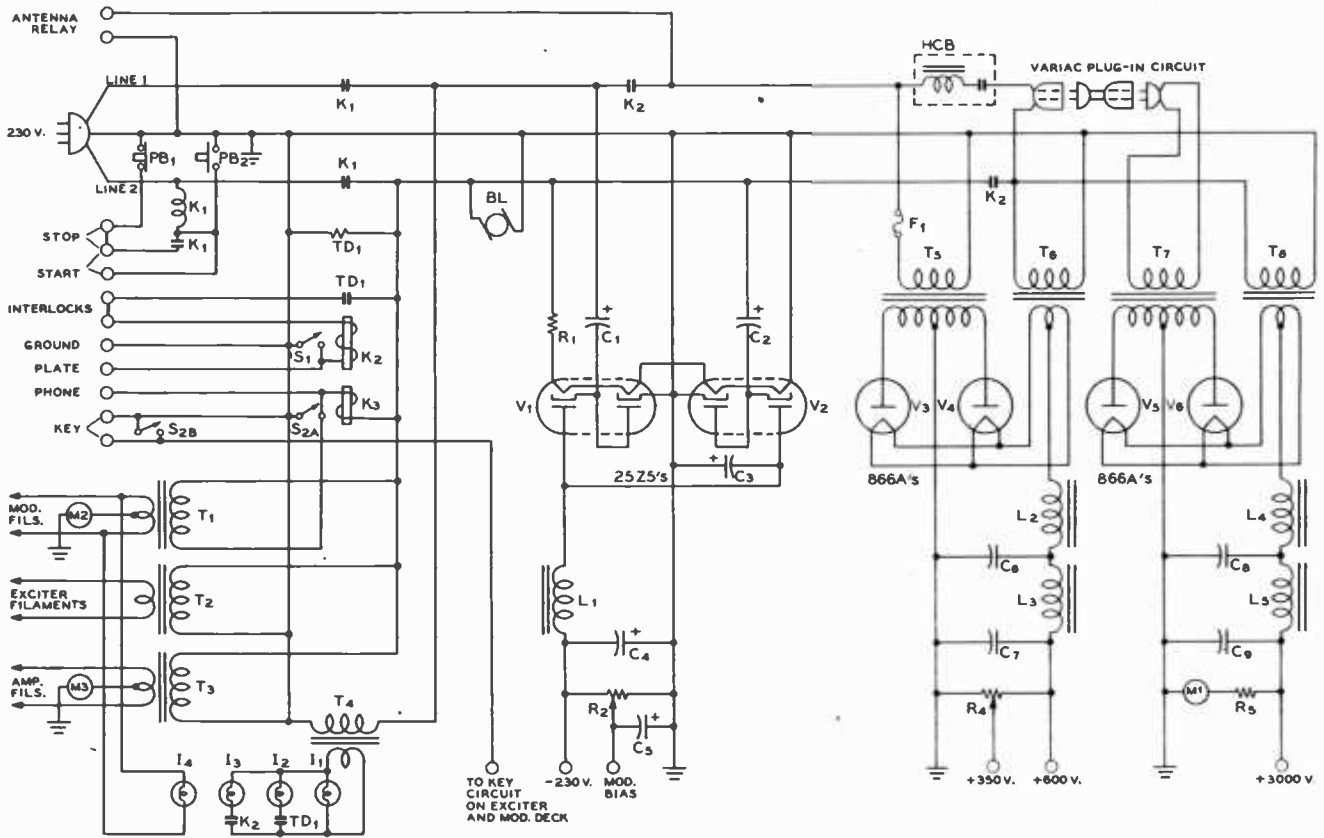 ANTENNA
RELAY
LINE 1
K1
K2
HCB
VARIAC PLUG-IN CIRCUIT
230 V.
PB1
PB2
LINE 2
K1
BL
K2
K1
K1
STOP
START
TD1
F1
T5
T6
T7
T8
TD1
INTERLOCKS
GROUND
S1
K2
PLATE
R1
C1
C2
PHONE
K3
KEY
S2B
S2A
V1
V2
V3
V4
V5
V6
25Z5'S
C3
866A's
866A's
MOD.
FILS.
M2
T1
L2
L4
C6
C8
EXCITER
FILAMENTS
T2
L1
L3
L5
C4
C7
C9
AMP.
FILS.
M3
T3
T4
R2
C5
R4
M1
R5
I4
I3
I2
I1
K2
TD1
TO KEY
CIRCUIT
ON EXCITER
AND MOD. DECK
-230 V.
MOD.
BIAS
+350 V.
+600 V.
+3000 V.